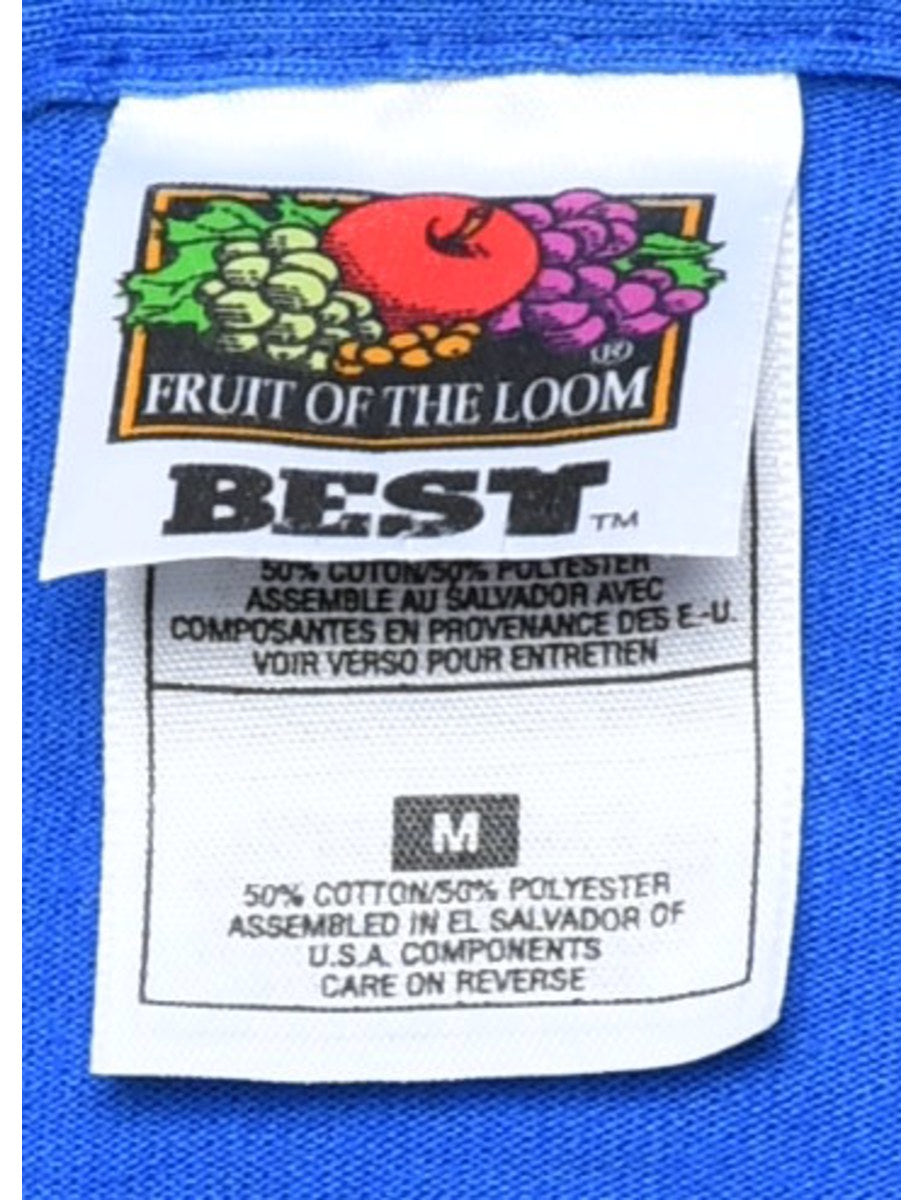 FRUIT OF THE LOOM ®
BEST ™
50% COTON/50% POLYESTER
ASSEMBLE AU SALVADOR AVEC
COMPOSANTES EN PROVENANCE DES E.-U.
VOIR VERSO POUR ENTRETIEN
M
50% COTTON/50% POLYESTER
ASSEMBLED IN EL SALVADOR OF
U.S.A. COMPONENTS
CARE ON REVERSE